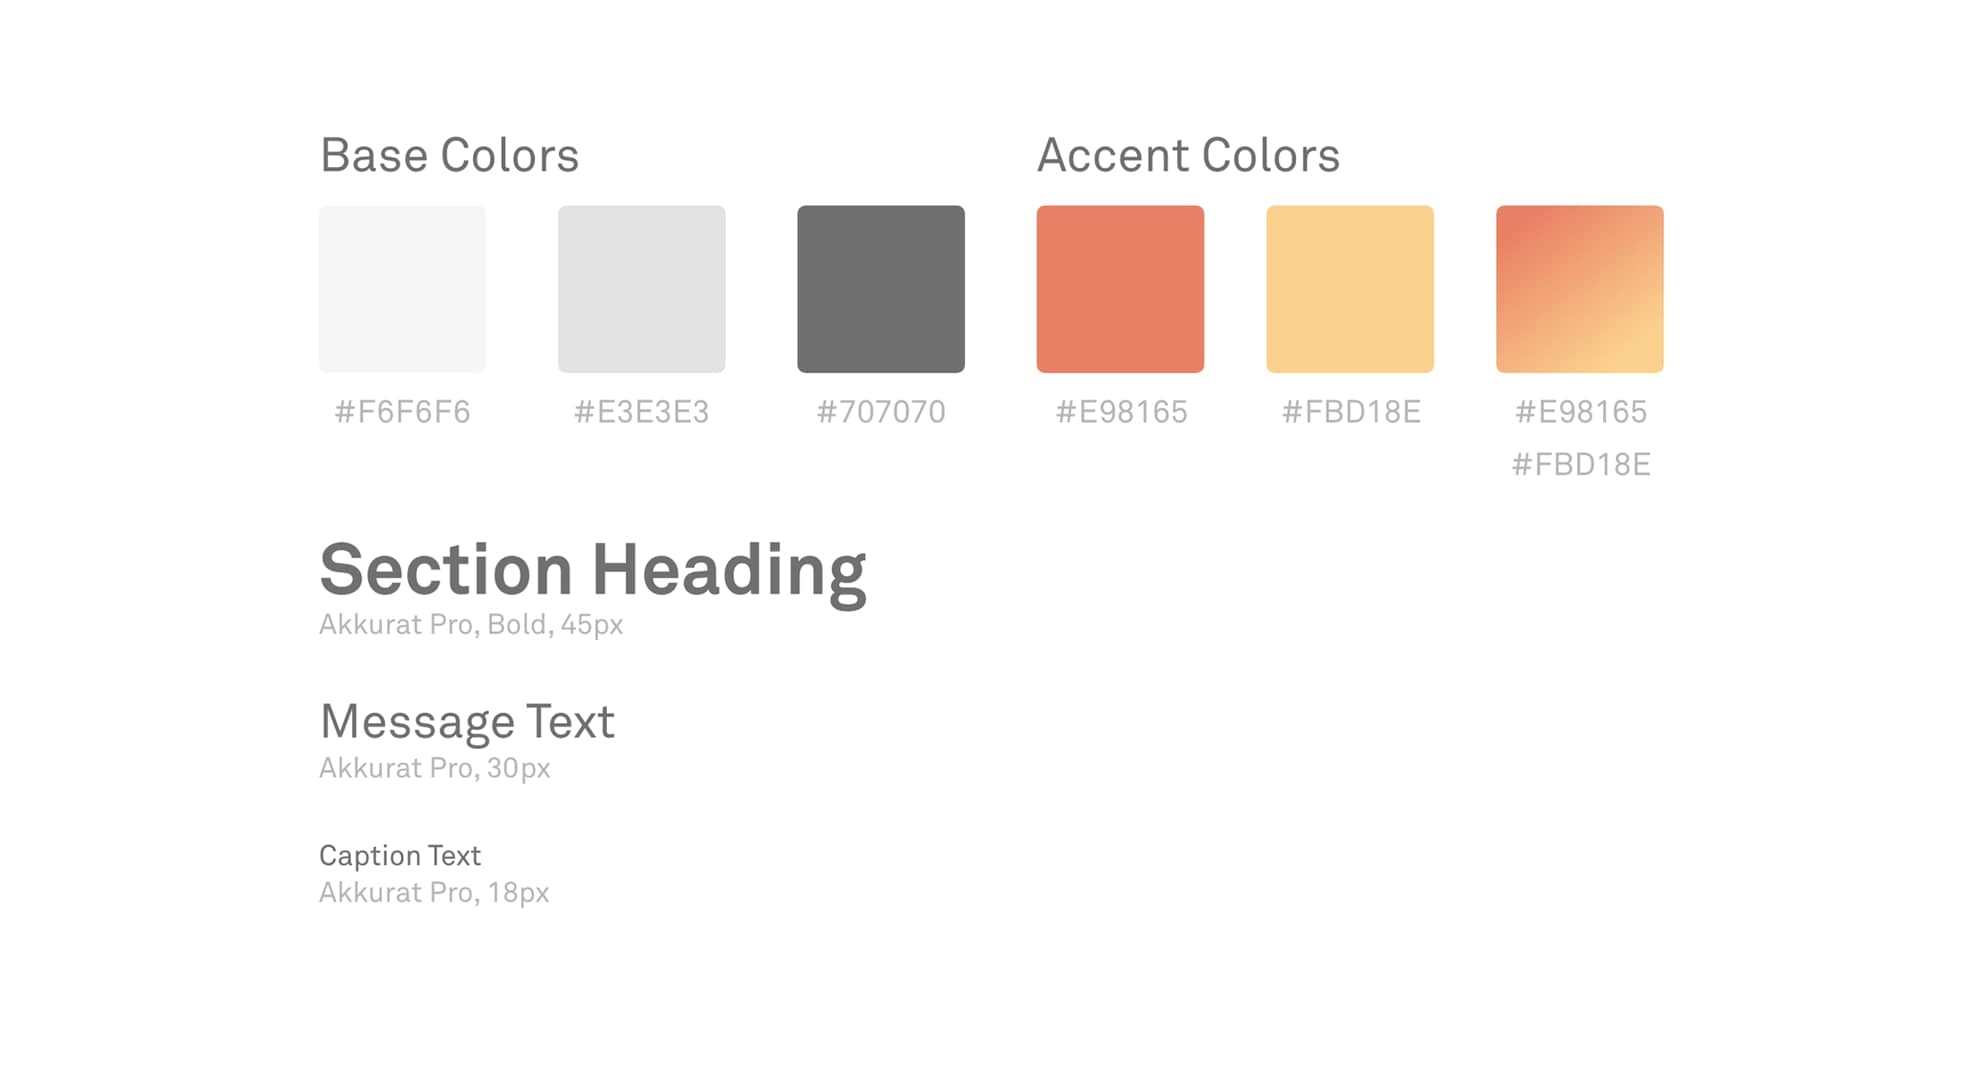 Base Colors
#F6F6F6
#E3E3E3
#707070
Accent Colors
#E98165
#FBD18E
#E98165
#FBD18E
Section Heading
Akkurat Pro, Bold, 45px
Message Text
Akkurat Pro, 30px
Caption Text
Akkurat Pro, 18px